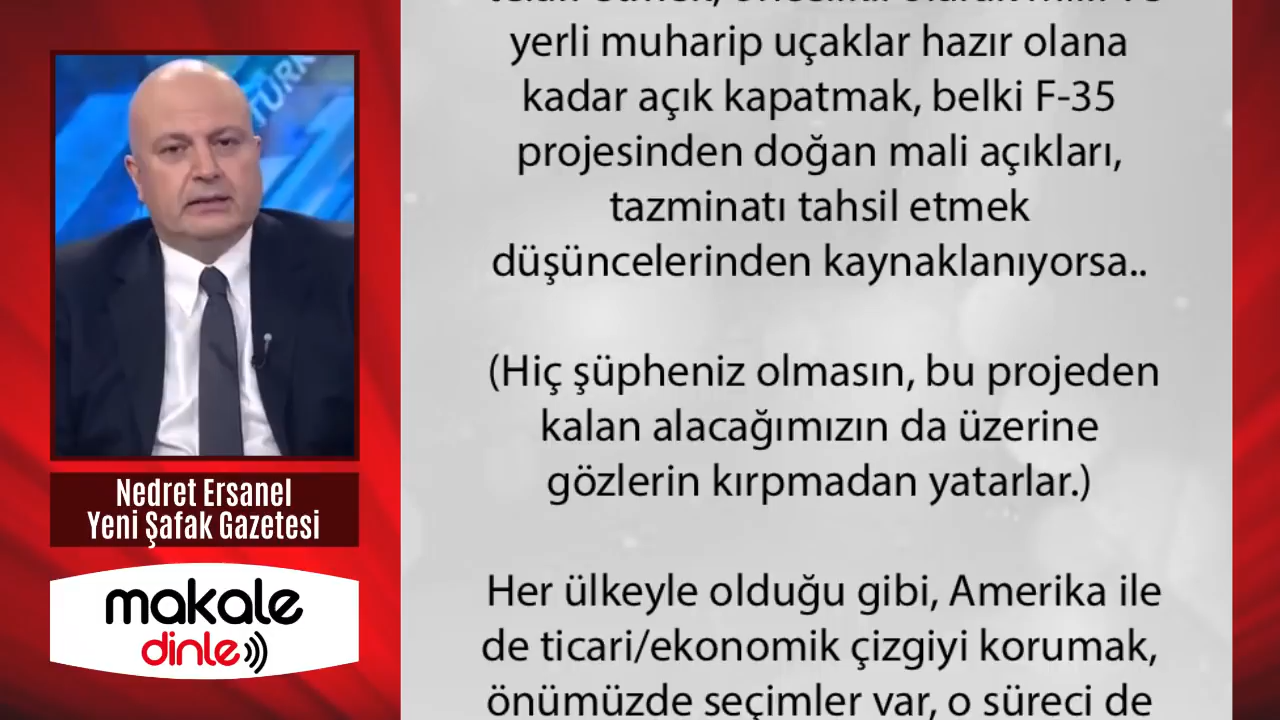 yerli muharip uçaklar hazır olana
kadar açık kapatmak, belki F-35
projesinden doğan mali açıkları,
tazminatı tahsil etmek
düşüncelerinden kaynaklanıyorsa..
(Hiç şüpheniz olmasın, bu projeden
kalan alacağımızın da üzerine
gözlerin kırpmadan yatarlar.)
Her ülkeyle olduğu gibi, Amerika ile
de ticari/ekonomik çizgiyi korumak,
önümüzde seçimler var, o süreci de
Nedret Ersanel
Yeni Şafak Gazetesi
makale
dinle